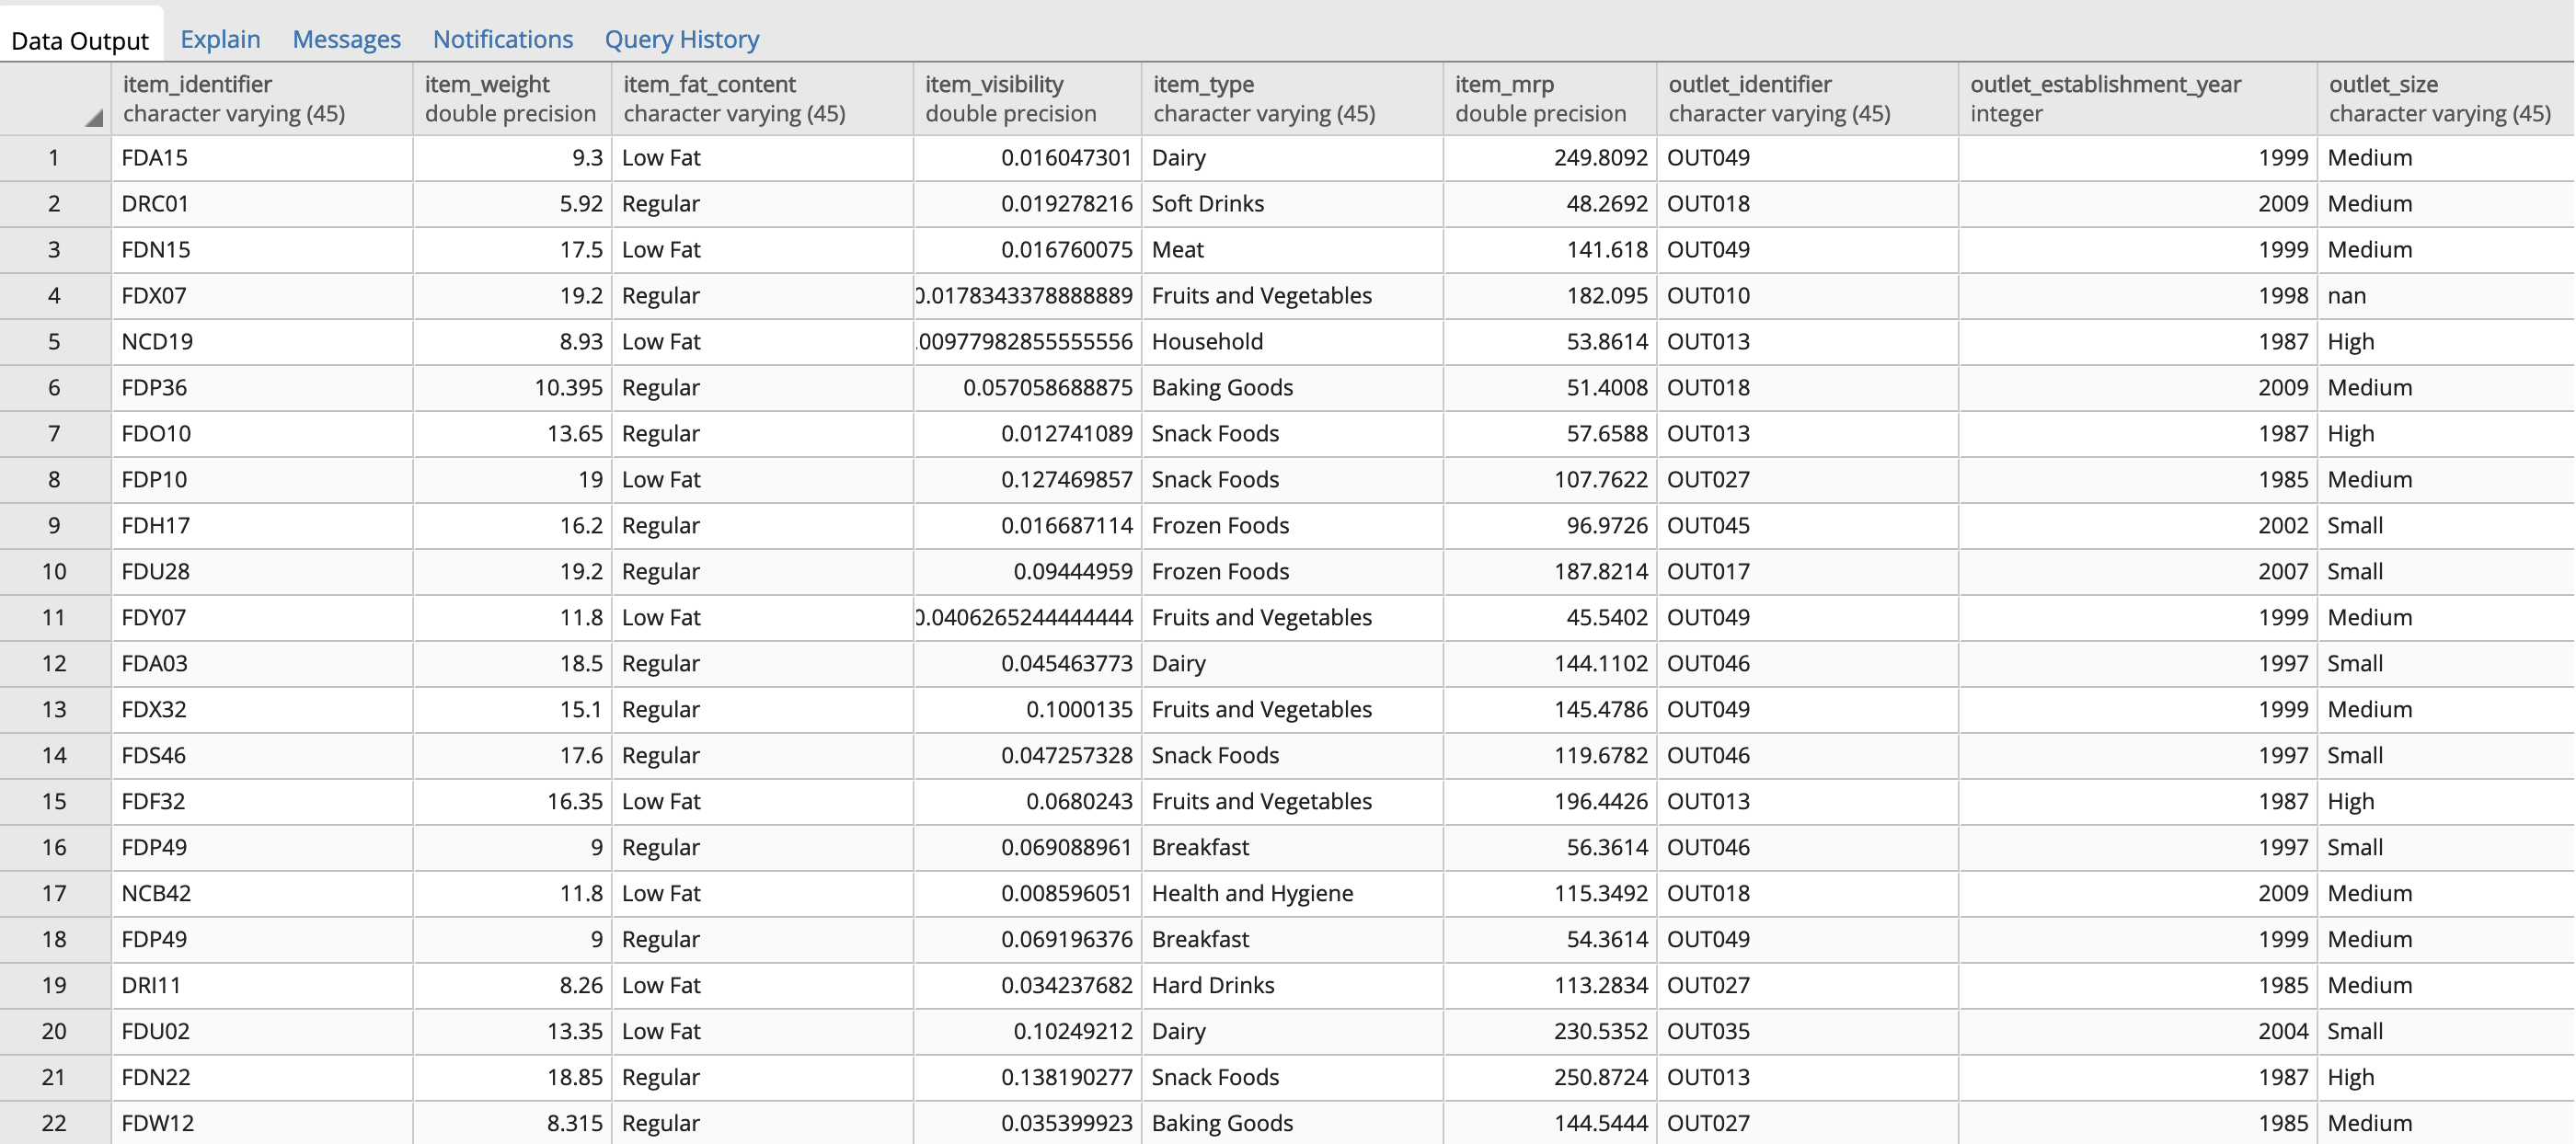 Data Output Explain Messages Notifications Query History
item_identifier item_weight item_fat_content item_visibility item_type item_mrp outlet_identifier outlet_establishment_year outlet_size
character varying (45) double precision character varying (45) double precision character varying (45) double precision character varying (45) integer character varying (45)
1 FDA15 9.3 Low Fat 0.016047301 Dairy 249.8092 OUT049 1999 Medium
2 DRC01 5.92 Regular 0.019278216 Soft Drinks 48.2692 OUT018 2009 Medium
3 FDN15 17.5 Low Fat 0.016760075 Meat 141.618 OUT049 1999 Medium
4 FDX07 19.2 Regular 0.0178343378888889 Fruits and Vegetables 182.095 OUT010 1998 nan
5 NCD19 8.93 Low Fat .00977982855555556 Household 53.8614 OUT013 1987 High
6 FDP36 10.395 Regular 0.057058688875 Baking Goods 51.4008 OUT018 2009 Medium
7 FDO10 13.65 Regular 0.012741089 Snack Foods 57.6588 OUT013 1987 High
8 FDP10 19 Low Fat 0.127469857 Snack Foods 107.7622 OUT027 1985 Medium
9 FDH17 16.2 Regular 0.016687114 Frozen Foods 96.9726 OUT045 2002 Small
10 FDU28 19.2 Regular 0.09444959 Frozen Foods 187.8214 OUT017 2007 Small
11 FDY07 11.8 Low Fat 0.0406265244444444 Fruits and Vegetables 45.5402 OUT049 1999 Medium
12 FDA03 18.5 Regular 0.045463773 Dairy 144.1102 OUT046 1997 Small
13 FDX32 15.1 Regular 0.1000135 Fruits and Vegetables 145.4786 OUT049 1999 Medium
14 FDS46 17.6 Regular 0.047257328 Snack Foods 119.6782 OUT046 1997 Small
15 FDF32 16.35 Low Fat 0.0680243 Fruits and Vegetables 196.4426 OUT013 1987 High
16 FDP49 9 Regular 0.069088961 Breakfast 56.3614 OUT046 1997 Small
17 NCB42 11.8 Low Fat 0.008596051 Health and Hygiene 115.3492 OUT018 2009 Medium
18 FDP49 9 Regular 0.069196376 Breakfast 54.3614 OUT049 1999 Medium
19 DRI11 8.26 Low Fat 0.034237682 Hard Drinks 113.2834 OUT027 1985 Medium
20 FDU02 13.35 Low Fat 0.10249212 Dairy 230.5352 OUT035 2004 Small
21 FDN22 18.85 Regular 0.138190277 Snack Foods 250.8724 OUT013 1987 High
22 FDW12 8.315 Regular 0.035399923 Baking Goods 144.5444 OUT027 1985 Medium